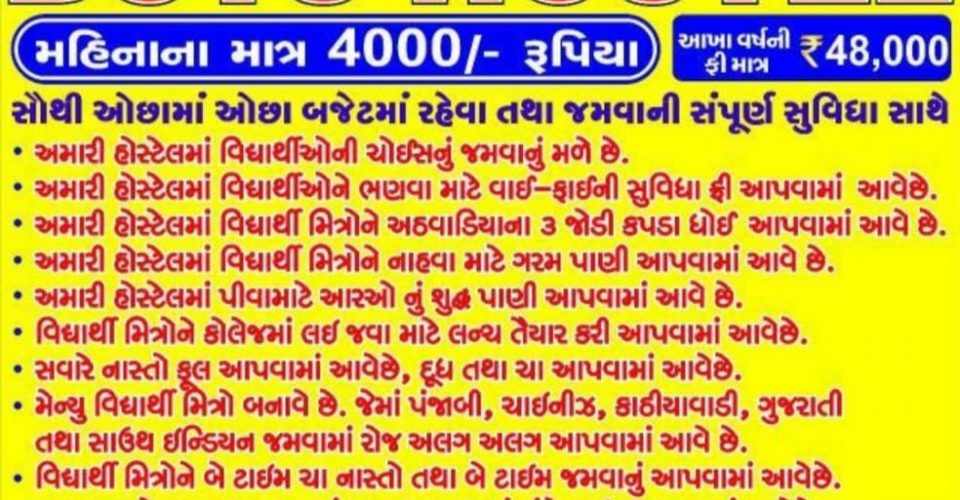 મહિનાના માત્ર 4000/- રૂપિયા
આખા વર્ષની
ફી માત્ર ₹48,000
સૌથી ઓછામાં ઓછા બજેટમાં રહેવા તથા જમવાની સંપૂર્ણ સુવિધા સાથે
• અમારી હોસ્ટેલમાં વિદ્યાર્થીઓની ચોઈસનું જમવાનું મળે છે.
• અમારી હોસ્ટેલમાં વિદ્યાર્થીઓને ભણવા માટે વાઈ-ફાઈની સુવિધા ફ્રી આપવામાં આવેછે.
• અમારી હોસ્ટેલમાં વિદ્યાર્થી મિત્રોને અઠવાડિયાના ૩ જોડી કપડા ધોઈ આપવામાં આવે છે.
• અમારી હોસ્ટેલમાં વિદ્યાર્થી મિત્રોને નાહવા માટે ગરમ પાણી આપવામાં આવે છે.
• અમારી હોસ્ટેલમાં પીવામાટે આરઓ નું શુદ્ધ પાણી આપવામાં આવે છે.
• વિદ્યાર્થી મિત્રોને કોલેજમાં લઈ જવા માટે લન્ચ તૈયાર કરી આપવામાં આવેછે.
• સવારે નાસ્તો ફૂલ આપવામાં આવેછે, દૂધ તથા ચા આપવામાં આવેછે.
• મેન્યુ વિદ્યાર્થી મિત્રો બનાવે છે. જેમાં પંજાબી, ચાઈનીઝ, કાઠીયાવાડી, ગુજરાતી
તથા સાઉથ ઈન્ડિયન જમવામાં રોજ અલગ અલગ આપવામાં આવે છે.
• વિદ્યાર્થી મિત્રોને બે ટાઈમ ચા નાસ્તો તથા બે ટાઈમ જમવાનું આપવામાં આવેછે.